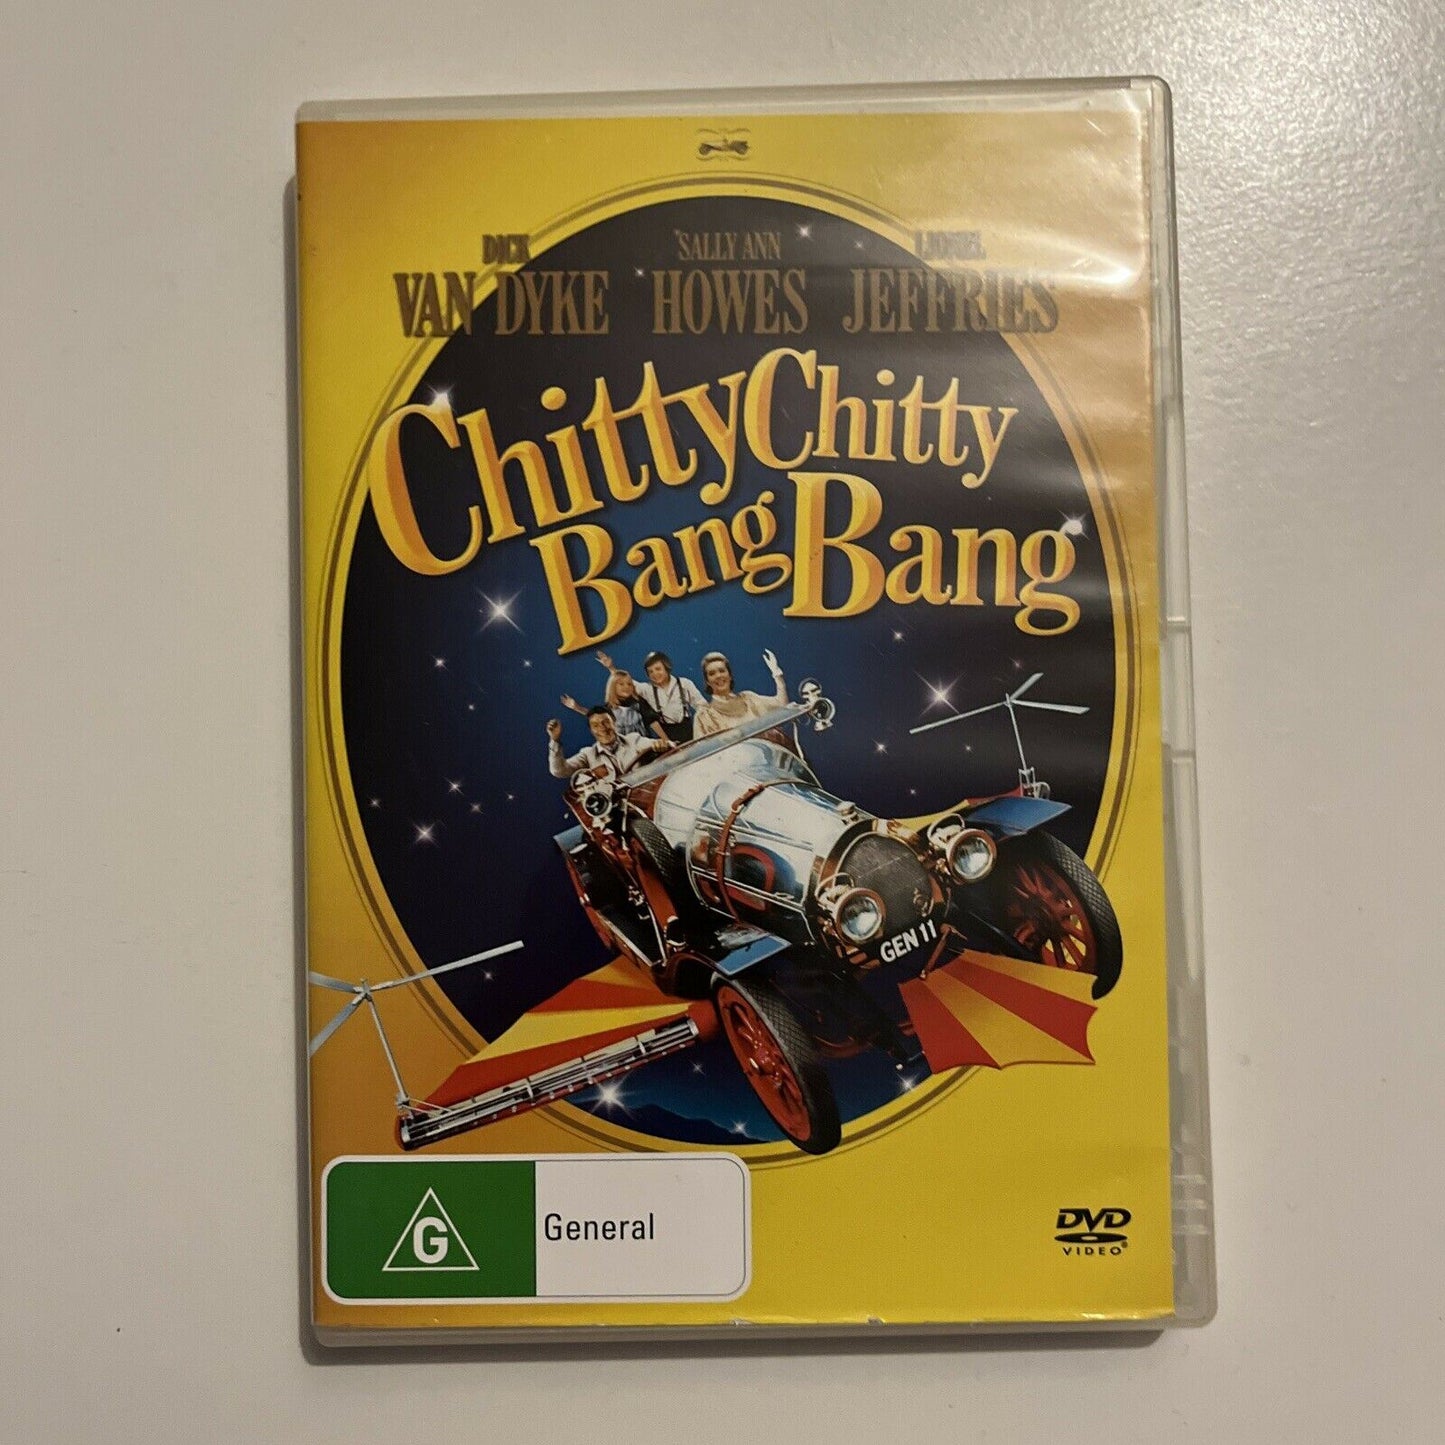 DICK SALLY ANN LIONEL
VAN DYKE HOWES JEFFRIES
Chitty Chitty
Bang Bang
GEN 11
G General
DVD
VIDEO